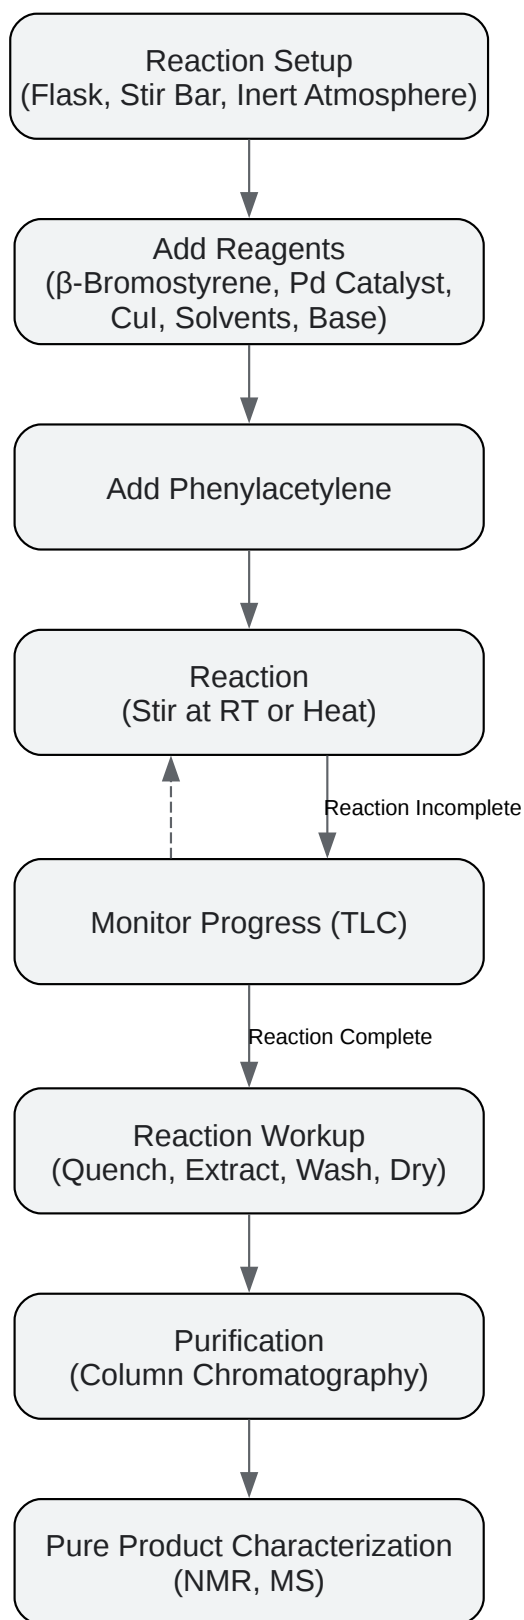 Reaction Setup
(Flask, Stir Bar, Inert Atmosphere)
Add Reagents
(β-Bromostyrene, Pd Catalyst,
CuI, Solvents, Base)
Add Phenylacetylene
Reaction
(Stir at RT or Heat)
Reaction Incomplete
Monitor Progress (TLC)
Reaction Complete
Reaction Workup
(Quench, Extract, Wash, Dry)
Purification
(Column Chromatography)
Pure Product Characterization
(NMR, MS)